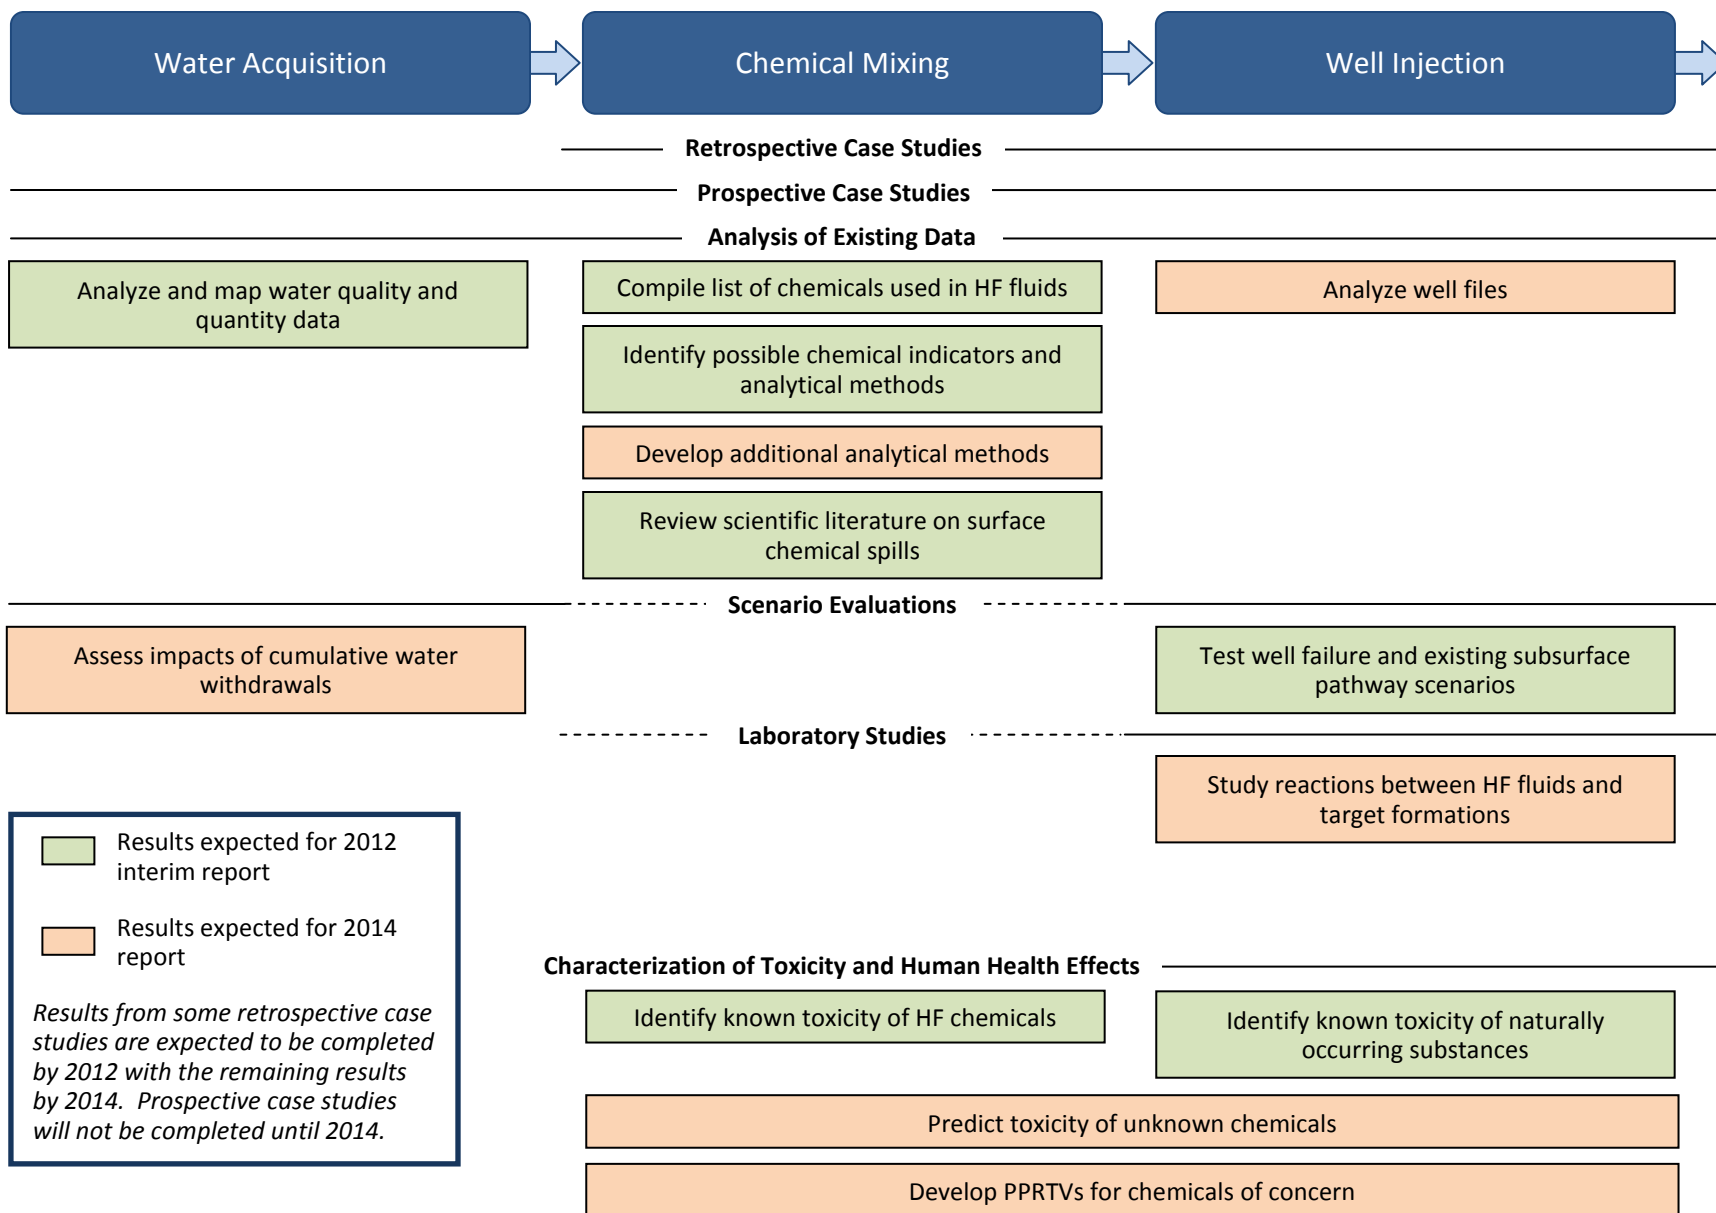 Water Acquisition
Chemical Mixing
Well Injection
Retrospective Case Studies
Prospective Case Studies
Analysis of Existing Data
Analyze and map water quality and
quantity data
Compile list of chemicals used in HF fluids
Analyze well files
Identify possible chemical indicators and
analytical methods
Develop additional analytical methods
Review scientific literature on surface
chemical spills
Scenario Evaluations
Assess impacts of cumulative water
withdrawals
Test well failure and existing subsurface
pathway scenarios
Laboratory Studies
Study reactions between HF fluids and
target formations
Results expected for 2012
interim report
Results expected for 2014
report
Results from some retrospective case
studies are expected to be completed
by 2012 with the remaining results
by 2014.  Prospective case studies
will not be completed until 2014.
Characterization of Toxicity and Human Health Effects
Identify known toxicity of HF chemicals
Identify known toxicity of naturally
occurring substances
Predict toxicity of unknown chemicals
Develop PPRTVs for chemicals of concern